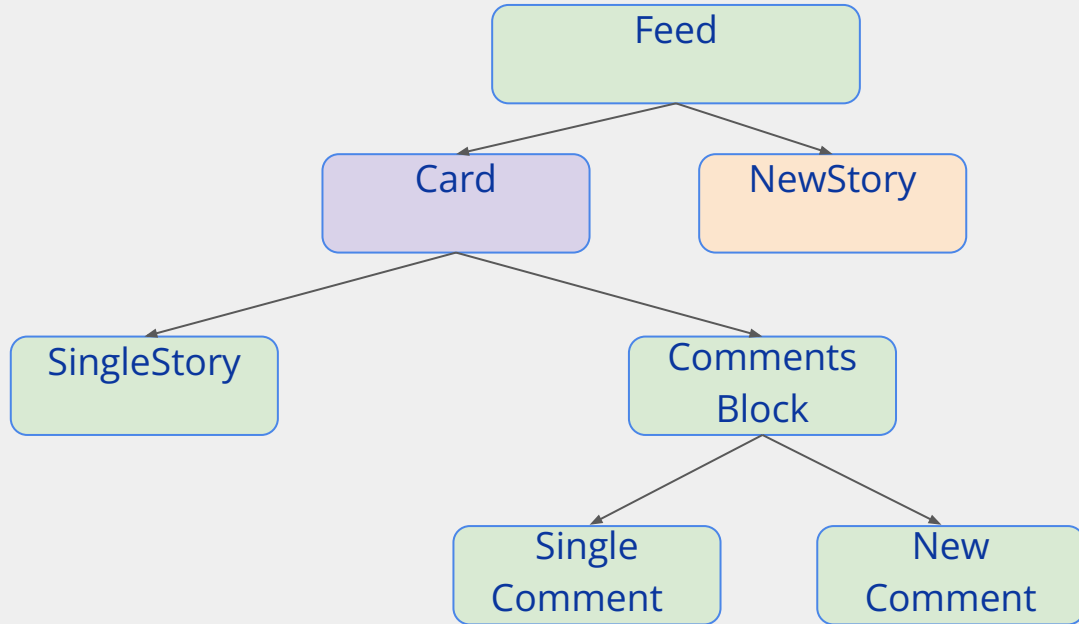 Feed
Card
NewStory
SingleStory
Comments
Block
Single
Comment
New
Comment